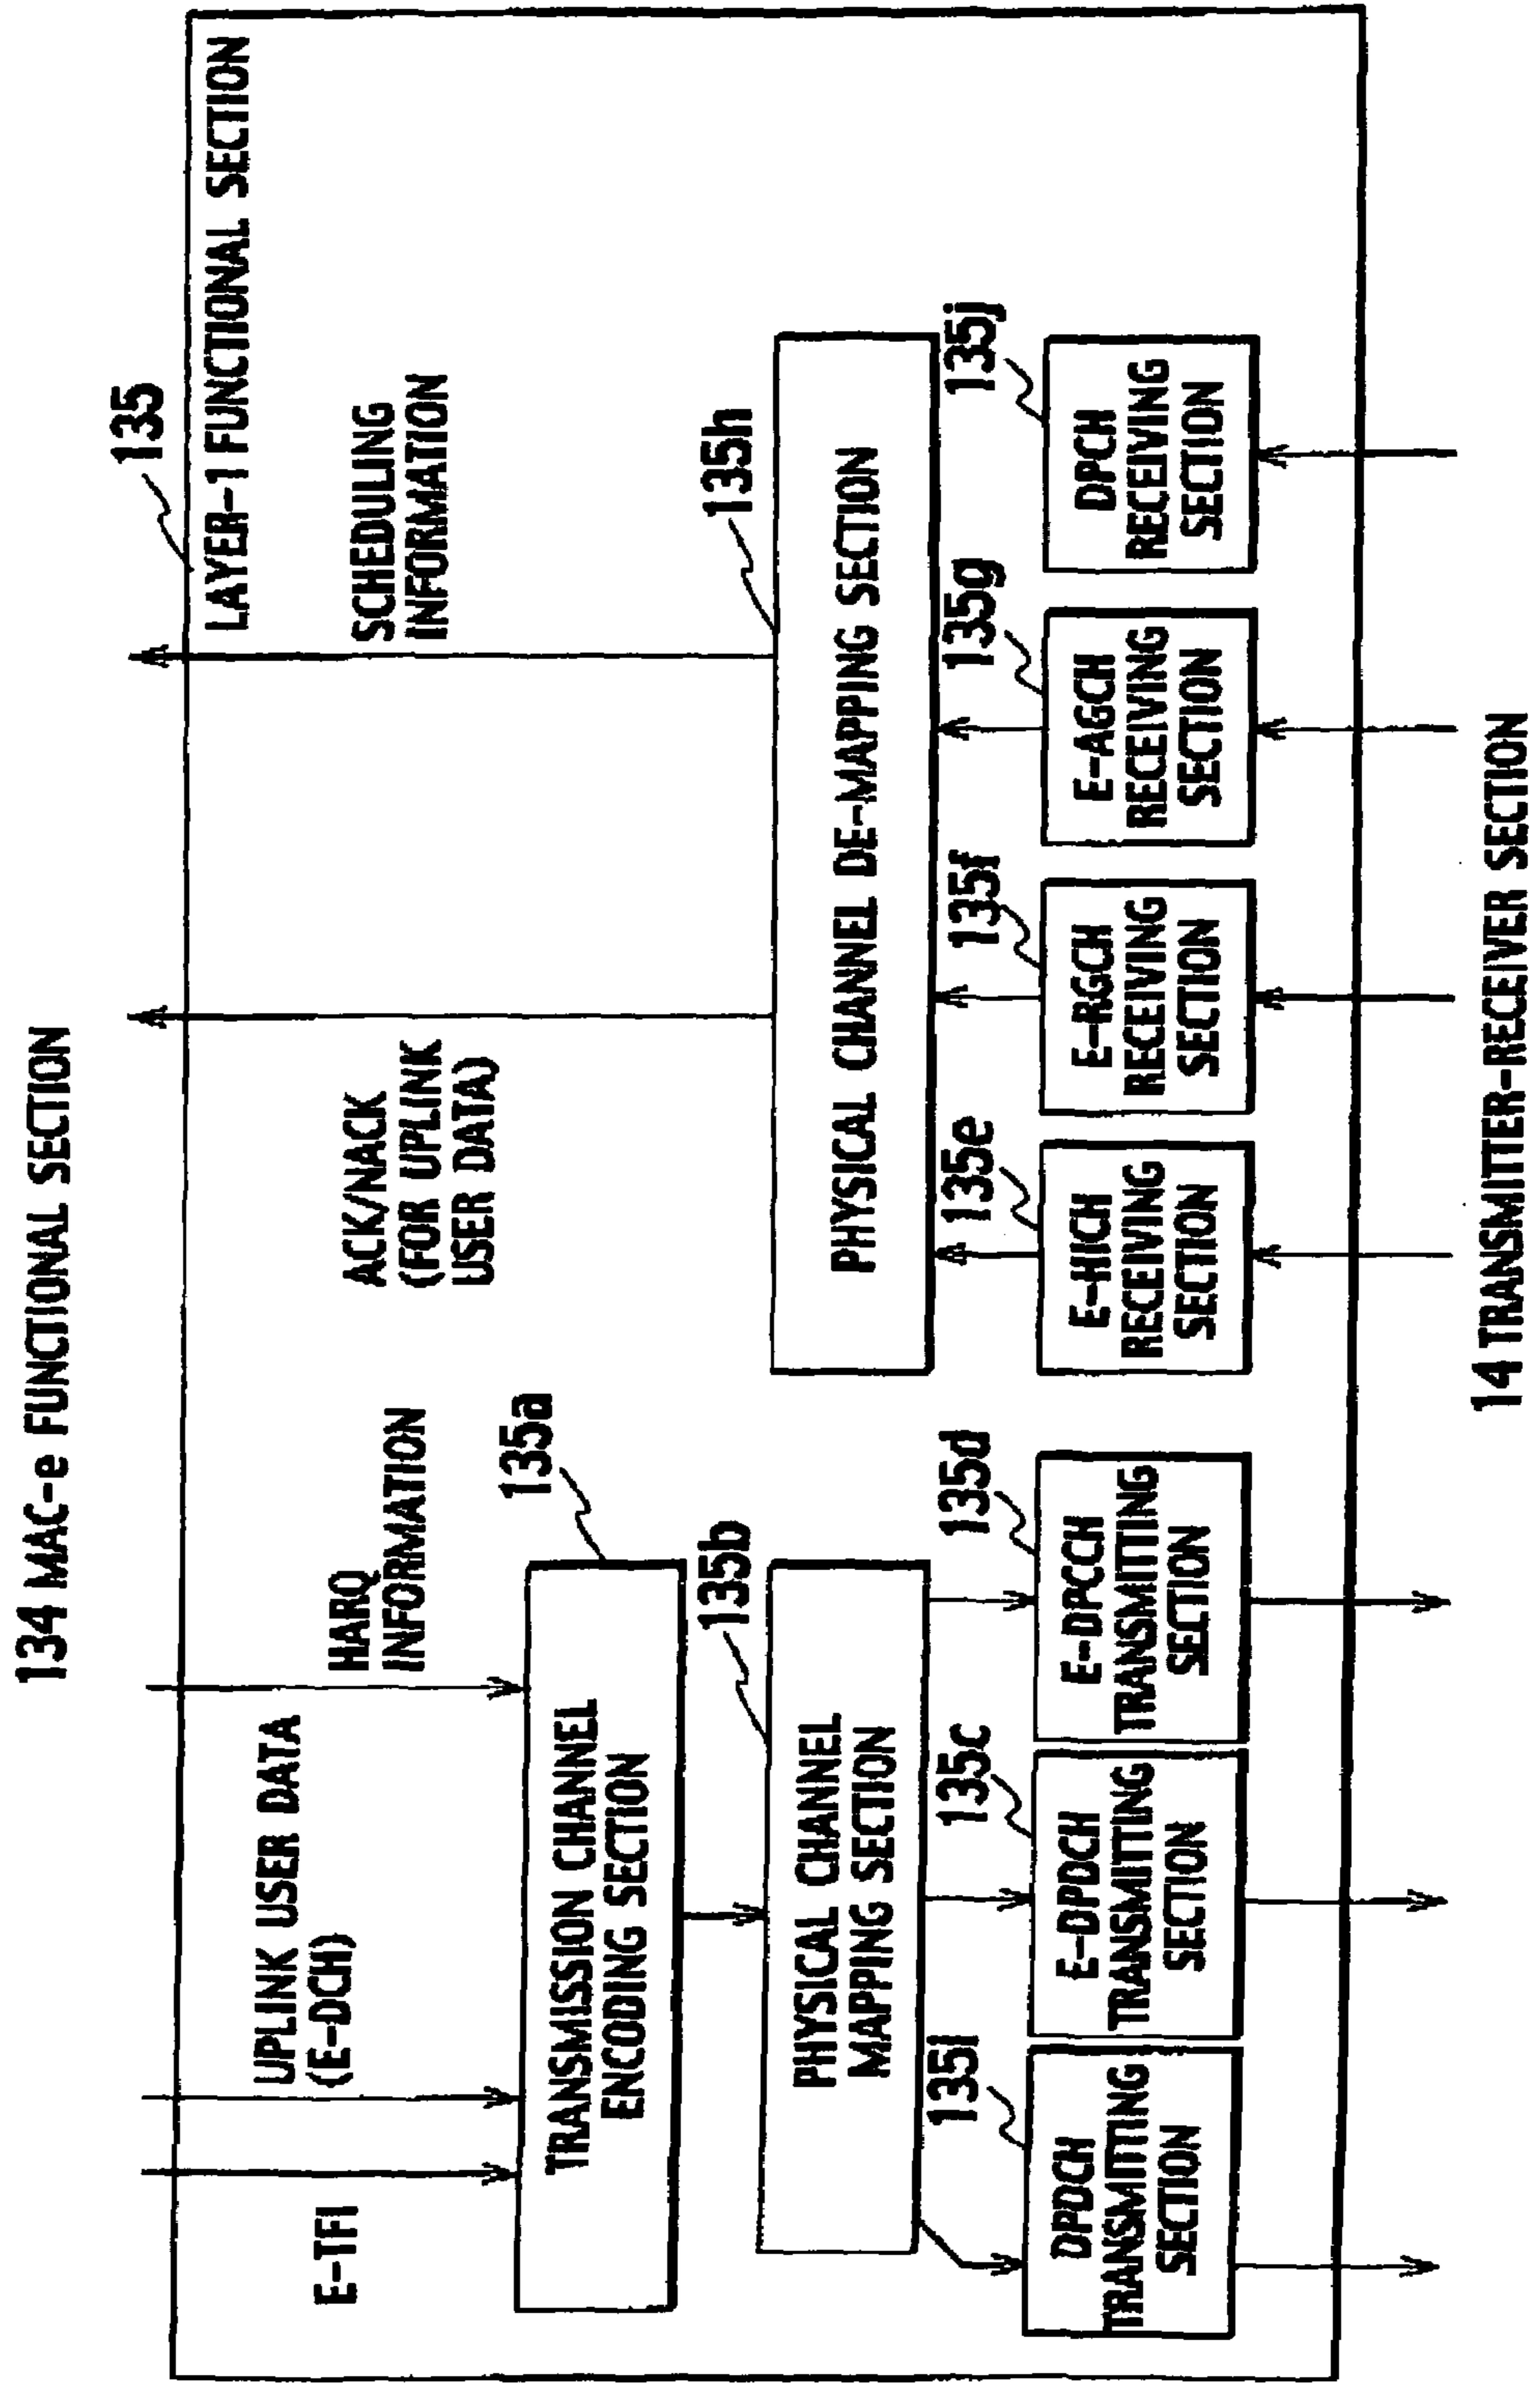 134 MAC-e FUNCTIONAL SECTION
135
LAYER-1 FUNCTIONAL SECTION
E-TFI
UPLINK USER DATA
(E-DCH)
HARQ
INFORMATION
ACK/NACK
(FOR UPLINK
USER DATA)
SCHEDULING
INFORMATION
135a
TRANSMISSION CHANNEL
ENCODING SECTION
135b
PHYSICAL CHANNEL
MAPPING SECTION
135h
PHYSICAL CHANNEL DE-MAPPING SECTION
135i
DPDCH
TRANSMITTING
SECTION
135c
E-DPDCH
TRANSMITTING
SECTION
135d
E-DPCCH
TRANSMITTING
SECTION
135e
E-HICH
RECEIVING
SECTION
135f
E-RGCH
RECEIVING
SECTION
135g
E-AGCH
RECEIVING
SECTION
135j
DPCH
RECEIVING
SECTION
14 TRANSMITTER-RECEIVER SECTION